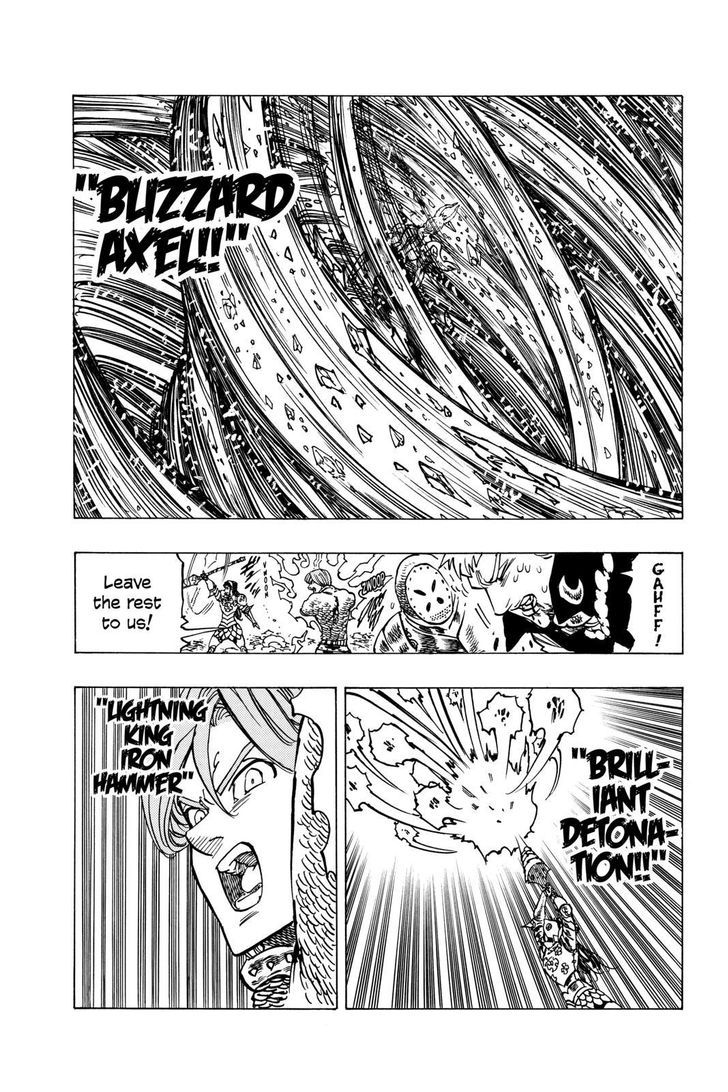 "BLIZZARD
AXEL!!"
GAHFF!
Leave
the rest
to us!
"BRILL-
IANT
DETONA-
TION!!"
"LIGHTNING
KING
IRON
HAMMER"